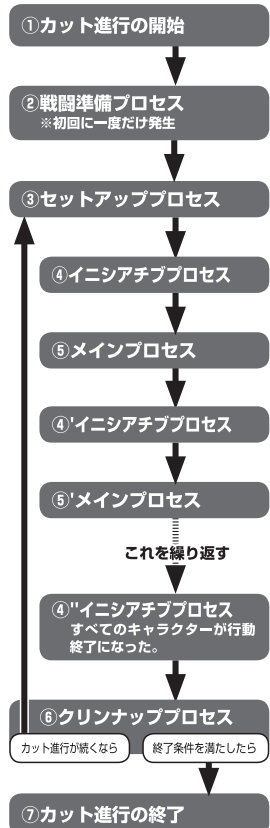 ①カット進行の開始
②戦闘準備プロセス
※初回に一度だけ発生
③セットアッププロセス
④イニシアチブプロセス
⑤メインプロセス
④'イニシアチブプロセス
⑤'メインプロセス
これを繰り返す
④"イニシアチブプロセス
すべてのキャラクターが行動
終了になった。
⑥クリンナッププロセス
カット進行が続くなら
終了条件を満たしたら
⑦カット進行の終了